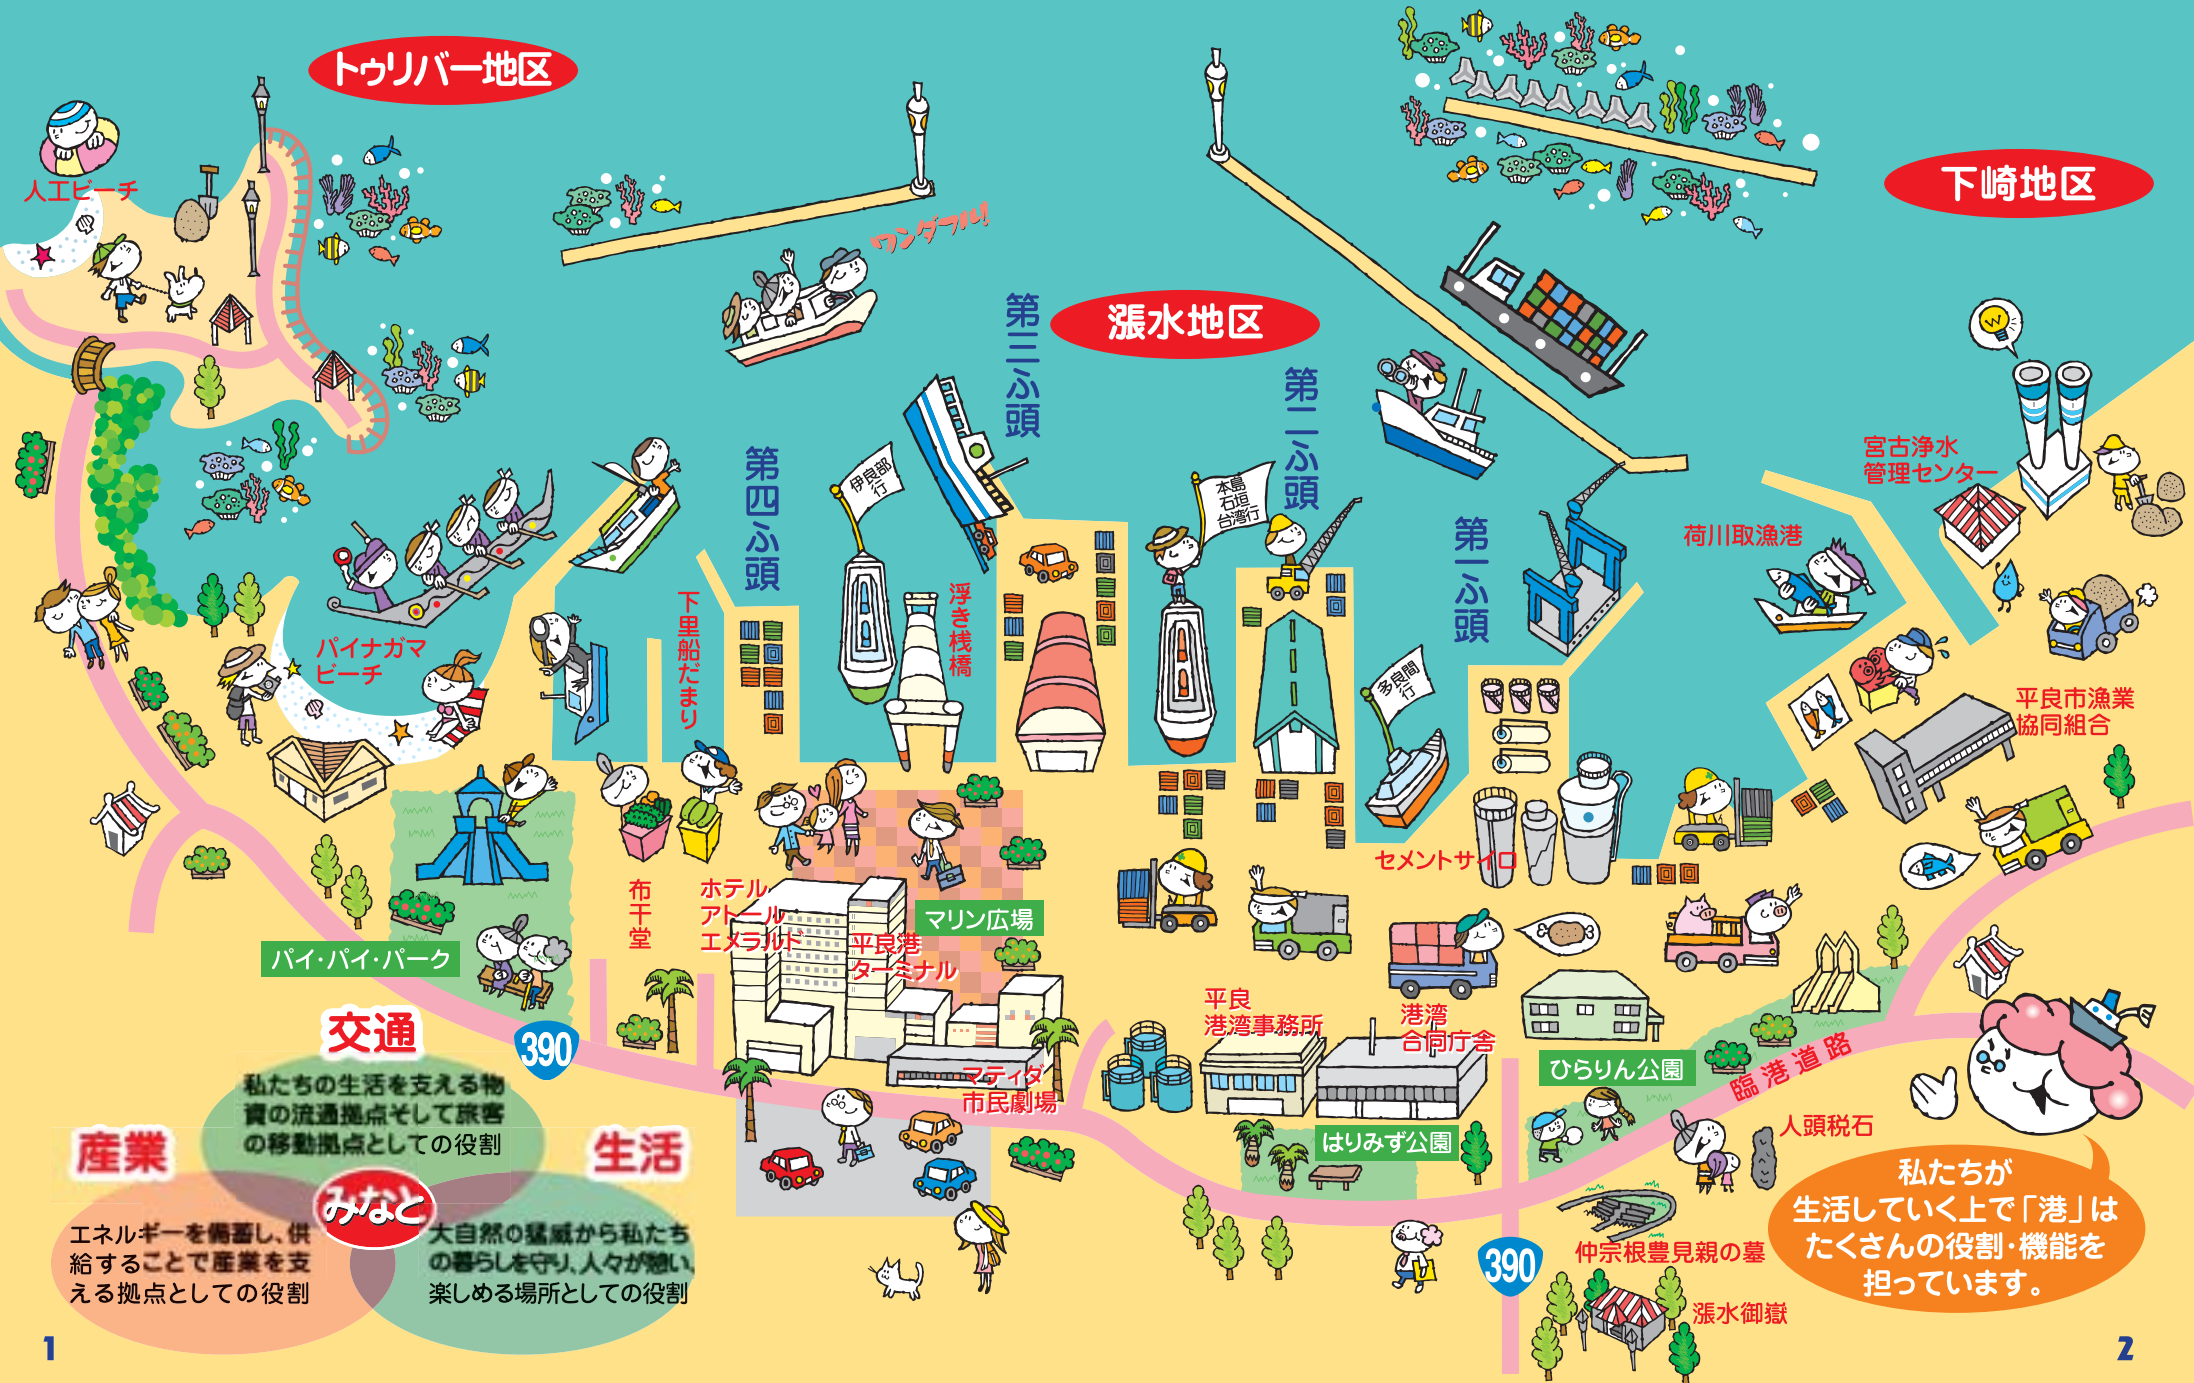 トゥリバー地区
漲水地区
下崎地区
人工ビーチ
ワンダフル!
第三ふ頭
第二ふ頭
第四ふ頭
第一ふ頭
伊良部
行
本島
石垣
台湾行
多良間
行
浮き桟橋
下里船だまり
宮古浄水
管理センター
荷川取漁港
パイナガマ
ビーチ
平良市漁業
協同組合
セメントサイロ
布干堂
ホテル
アトール
エメラルド
マリン広場
平良港
ターミナル
パイ・パイ・パーク
390
平良
港湾事務所
港湾
合同庁舎
マティダ
市民劇場
ひらりん公園
臨港道路
はりみず公園
人頭税石
仲宗根豊見親の墓
漲水御嶽
390
交通
私たちの生活を支える物
資の流通拠点そして旅客
の移動拠点としての役割
産業
エネルギーを備蓄し、供
給することで産業を支
える拠点としての役割
みなと
生活
大自然の猛威から私たち
の暮らしを守り、人々が憩い、
楽しめる場所としての役割
私たちが
生活していく上で「港」は
たくさんの役割・機能を
担っています。
1
2